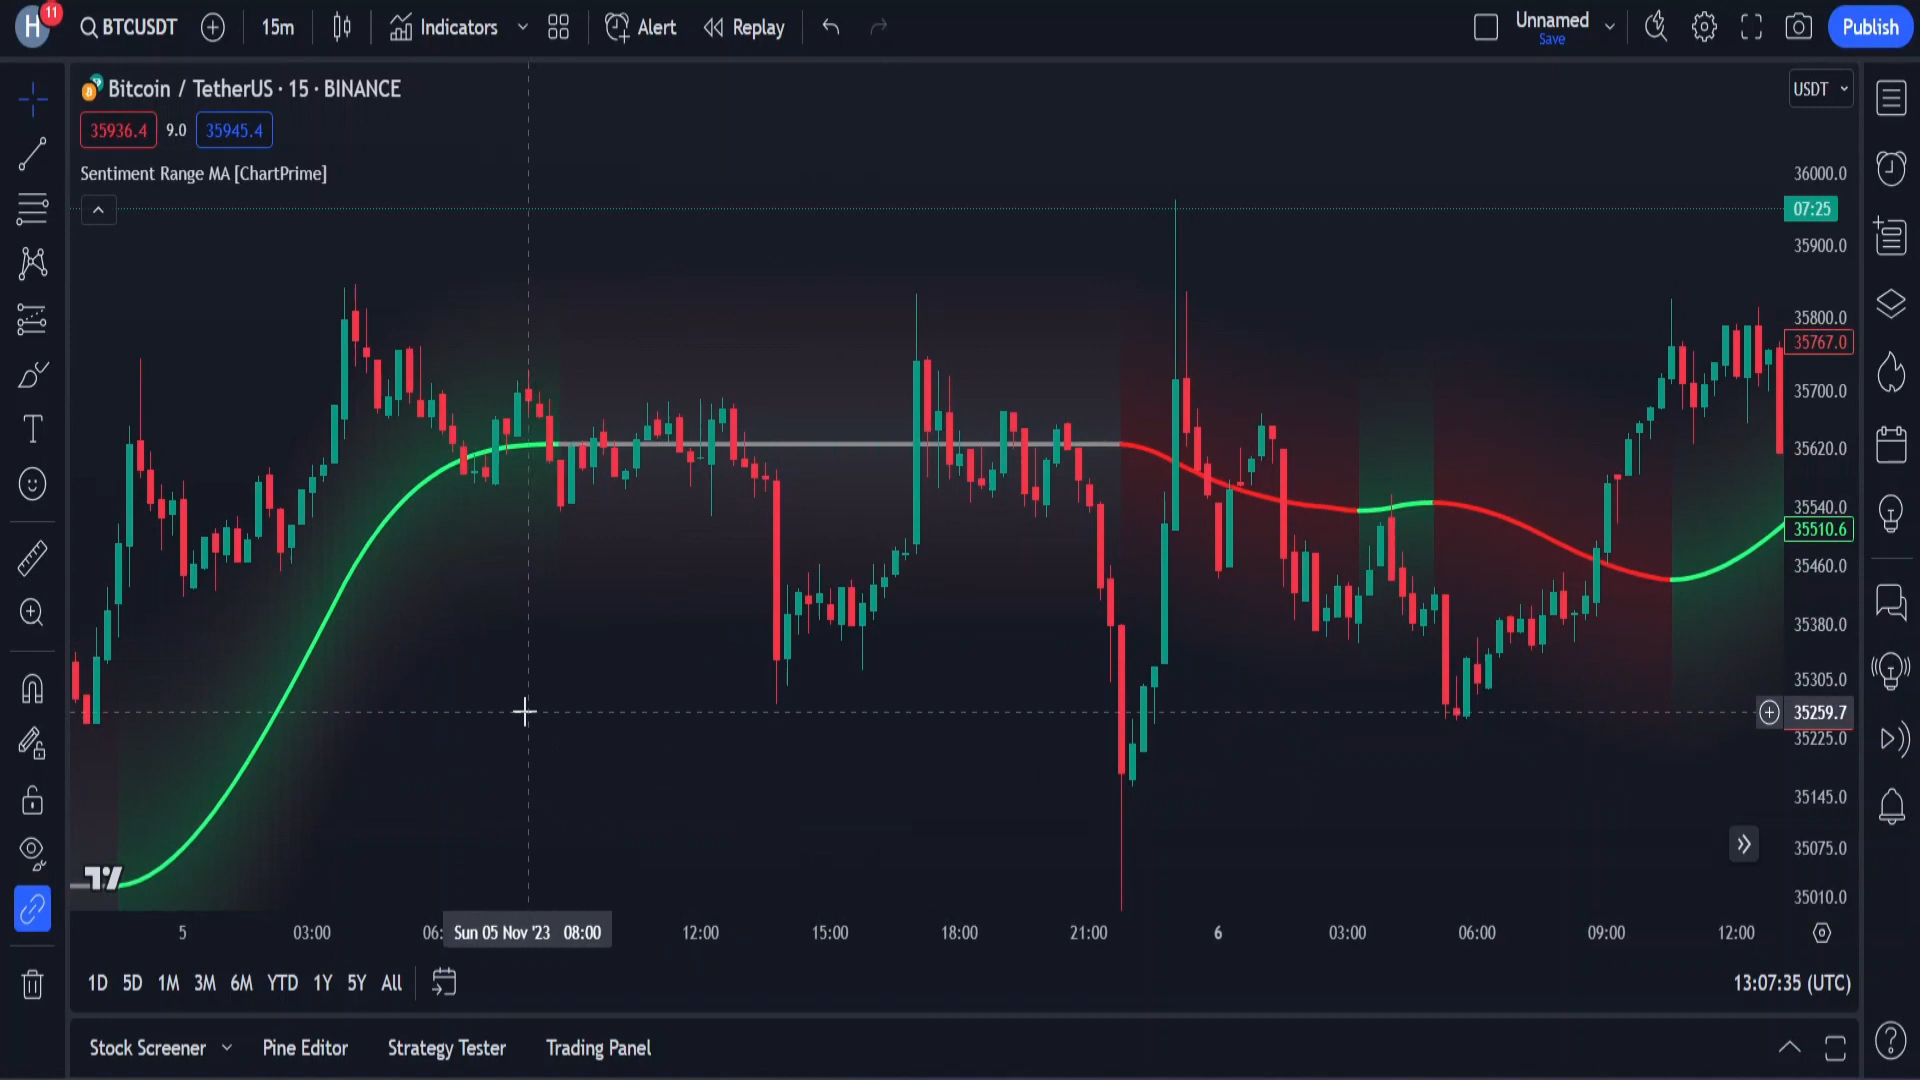 H
11
BTCUSDT
15m
Indicators
Alert
Replay
Unnamed
Save
Publish
Bitcoin / TetherUS · 15 · BINANCE
35936.4
9.0
35945.4
Sentiment Range MA [ChartPrime]
USDT
36000.0
07:25
35900.0
35800.0
35767.0
35700.0
35620.0
35540.0
35510.6
35460.0
35380.0
35305.0
35259.7
35225.0
35145.0
35075.0
35010.0
5
03:00
06:
Sun 05 Nov '23 08:00
12:00
15:00
18:00
21:00
6
03:00
06:00
09:00
12:00
1D 5D 1M 3M 6M YTD 1Y 5Y All
13:07:35 (UTC)
Stock Screener
Pine Editor
Strategy Tester
Trading Panel